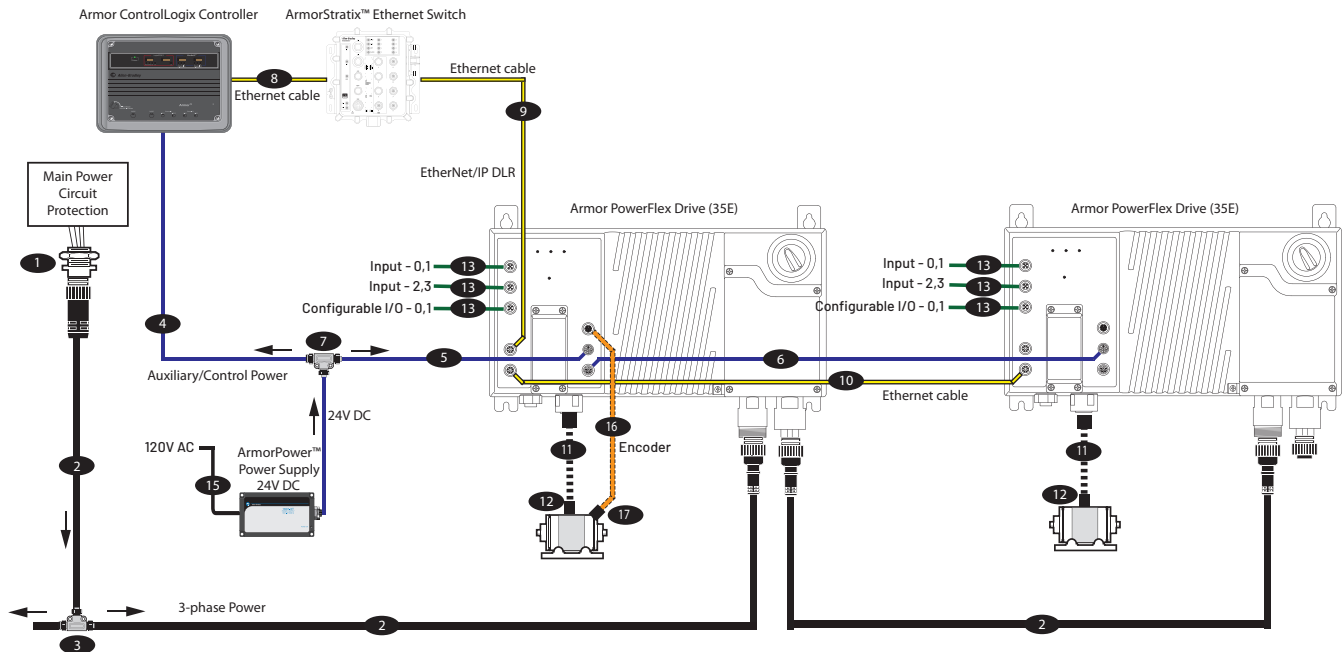 Armor ControlLogix Controller
ArmorStratix™ Ethernet Switch
8
Ethernet cable
Ethernet cable
9
EtherNet/IP DLR
Main Power
Circuit
Protection
1
Armor PowerFlex Drive (35E)
Armor PowerFlex Drive (35E)
Input - 0,1
13
Input - 2,3
13
Configurable I/O - 0,1
13
Input - 0,1
13
Input - 2,3
13
Configurable I/O - 0,1
13
4
7
5
6
Auxiliary/Control Power
10
Ethernet cable
24V DC
120V AC
ArmorPower™
Power Supply
24V DC
15
2
16
Encoder
11
12
17
11
12
3-phase Power
2
2
3